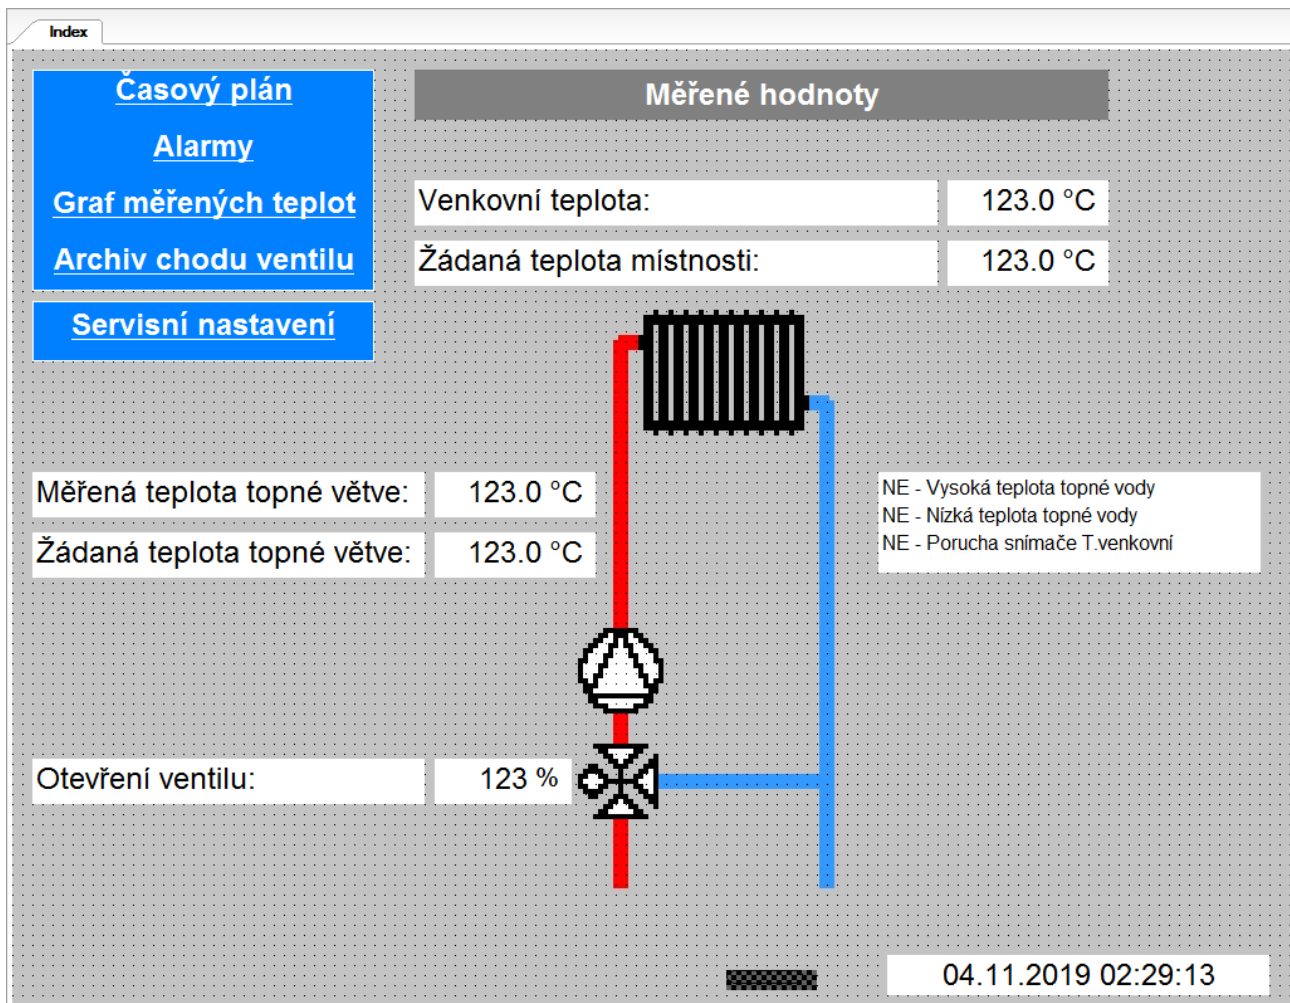 Index
Časový plán
Alarmy
Graf měřených teplot
Archiv chodu ventilu
Servisní nastavení
Měřené hodnoty
Venkovní teplota: 123.0 °C
Žádaná teplota místnosti: 123.0 °C
Měřená teplota topné větve: 123.0 °C
Žádaná teplota topné větve: 123.0 °C
NE - Vysoká teplota topné vody
NE - Nízká teplota topné vody
NE - Porucha snímače T.venkovní
Otevření ventilu: 123 %
04.11.2019 02:29:13